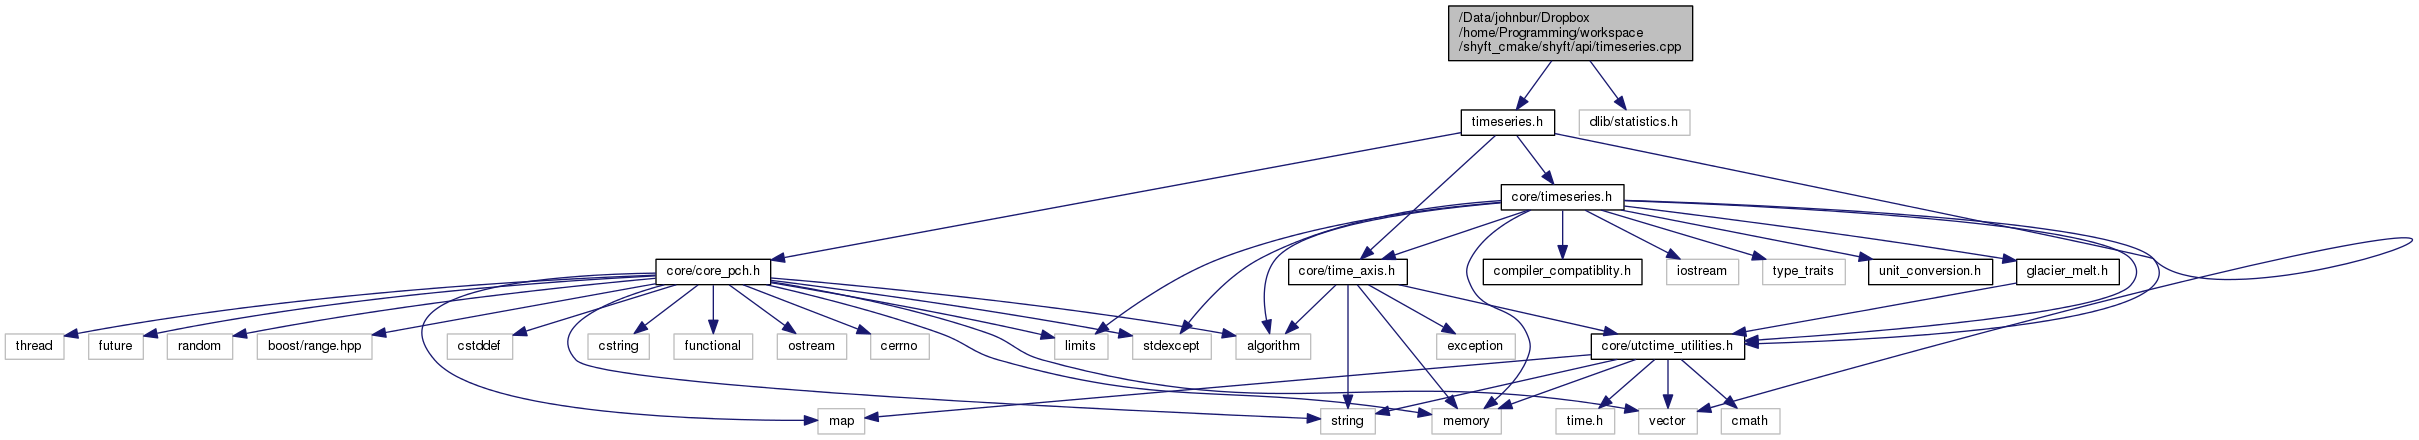 /Data/johnbur/Dropbox
/home/Programming/workspace
/shyft_cmake/shyft/api/timeseries.cpp
timeseries.h
dlib/statistics.h
core/timeseries.h
core/core_pch.h
core/time_axis.h
compiler_compatiblity.h
iostream
type_traits
unit_conversion.h
glacier_melt.h
thread
future
random
boost/range.hpp
cstddef
cstring
functional
ostream
cerrno
limits
stdexcept
algorithm
exception
core/utctime_utilities.h
map
string
memory
time.h
vector
cmath